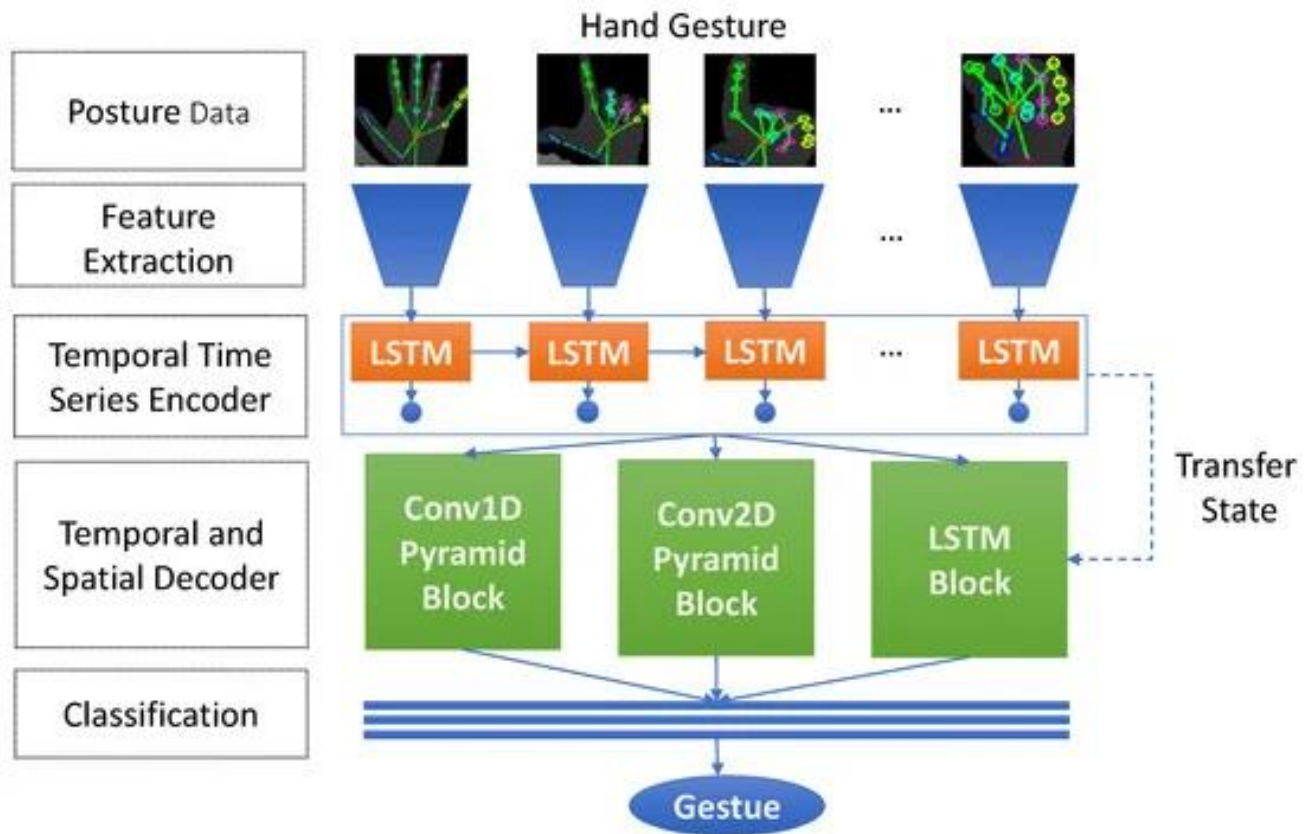 Hand Gesture
Posture Data
...
Feature
Extraction
...
Temporal Time
Series Encoder
LSTM
LSTM
LSTM
...
LSTM
Temporal and
Spatial Decoder
Conv1D
Pyramid
Block
Conv2D
Pyramid
Block
LSTM
Block
Transfer
State
Classification
Gestue